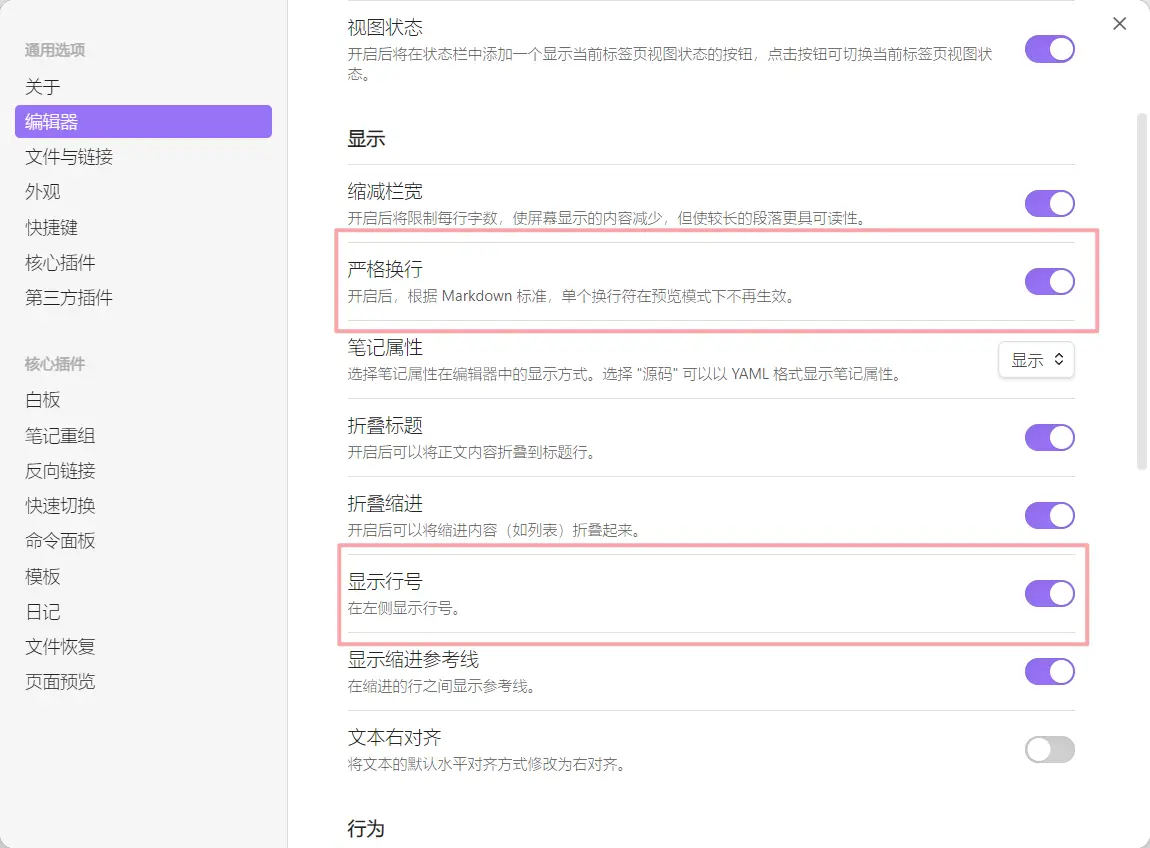 通用选项
关于
编辑器
文件与链接
外观
快捷键
核心插件
第三方插件
核心插件
白板
笔记重组
反向链接
快速切换
命令面板
模板
日记
文件恢复
页面预览
视图状态
开启后将在状态栏中添加一个显示当前标签页视图状态的按钮，点击按钮可切换当前标签页视图状
态。
显示
缩减栏宽
开启后将限制每行字数，使屏幕显示的内容减少，但使较长的段落更具可读性。
严格换行
开启后，根据 Markdown 标准，单个换行符在预览模式下不再生效。
笔记属性
选择笔记属性在编辑器中的显示方式。选择 "源码" 可以以 YAML 格式显示笔记属性。
显示
折叠标题
开启后可以将正文内容折叠到标题行。
折叠缩进
开启后可以将缩进内容（如列表）折叠起来。
显示行号
在左侧显示行号。
显示缩进参考线
在缩进的行之间显示参考线。
文本右对齐
将文本的默认水平对齐方式修改为右对齐。
行为